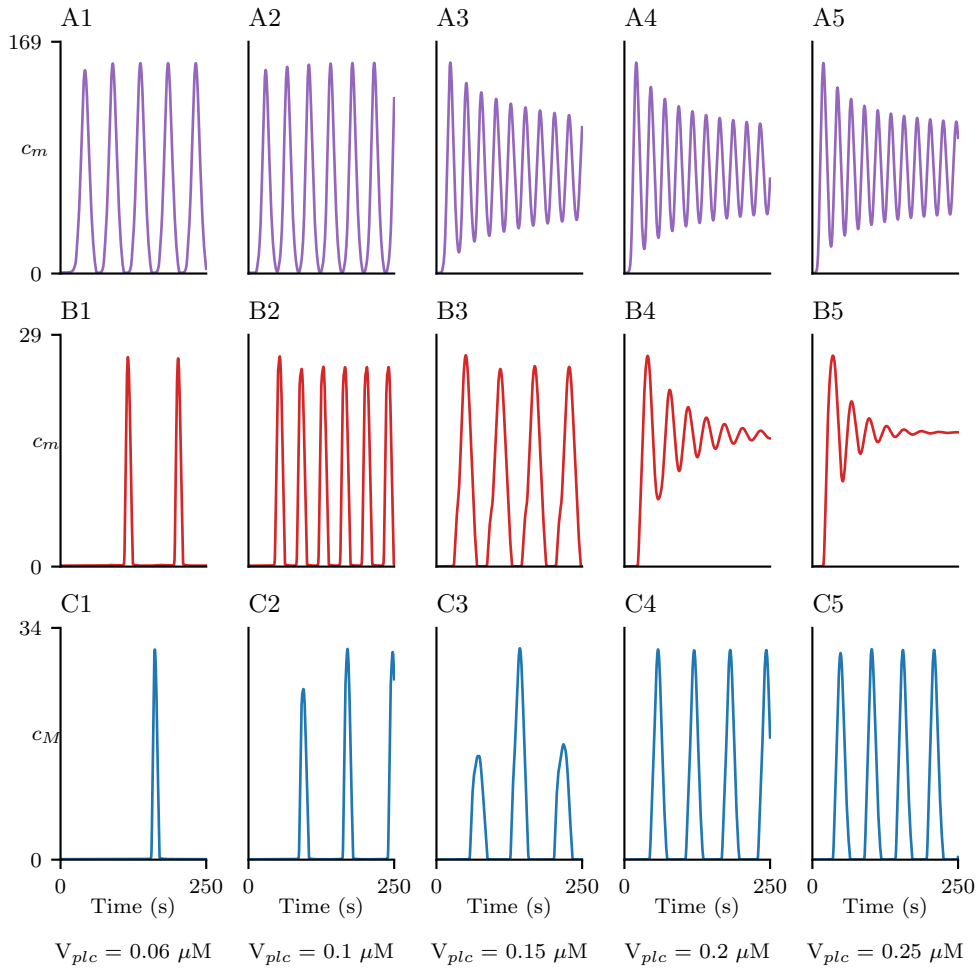 A1 A2 A3 A4 A5
169
c_m
0
B1 B2 B3 B4 B5
29
c_m
0
C1 C2 C3 C4 C5
34
c_M
0
0 250 0 250 0 250 0 250 0 250
Time (s) Time (s) Time (s) Time (s) Time (s)
V_plc = 0.06 μM V_plc = 0.1 μM V_plc = 0.15 μM V_plc = 0.2 μM V_plc = 0.25 μM